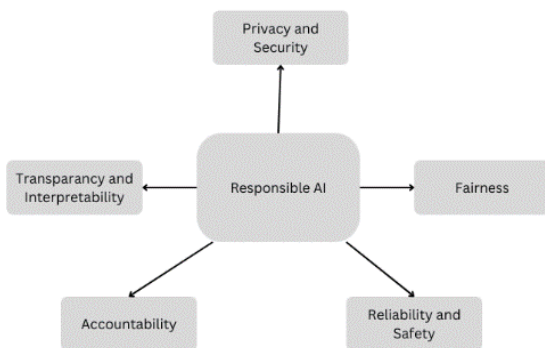 Privacy and
Security
Transparancy and
Interpretability
Responsible AI
Fairness
Accountability
Reliability and
Safety